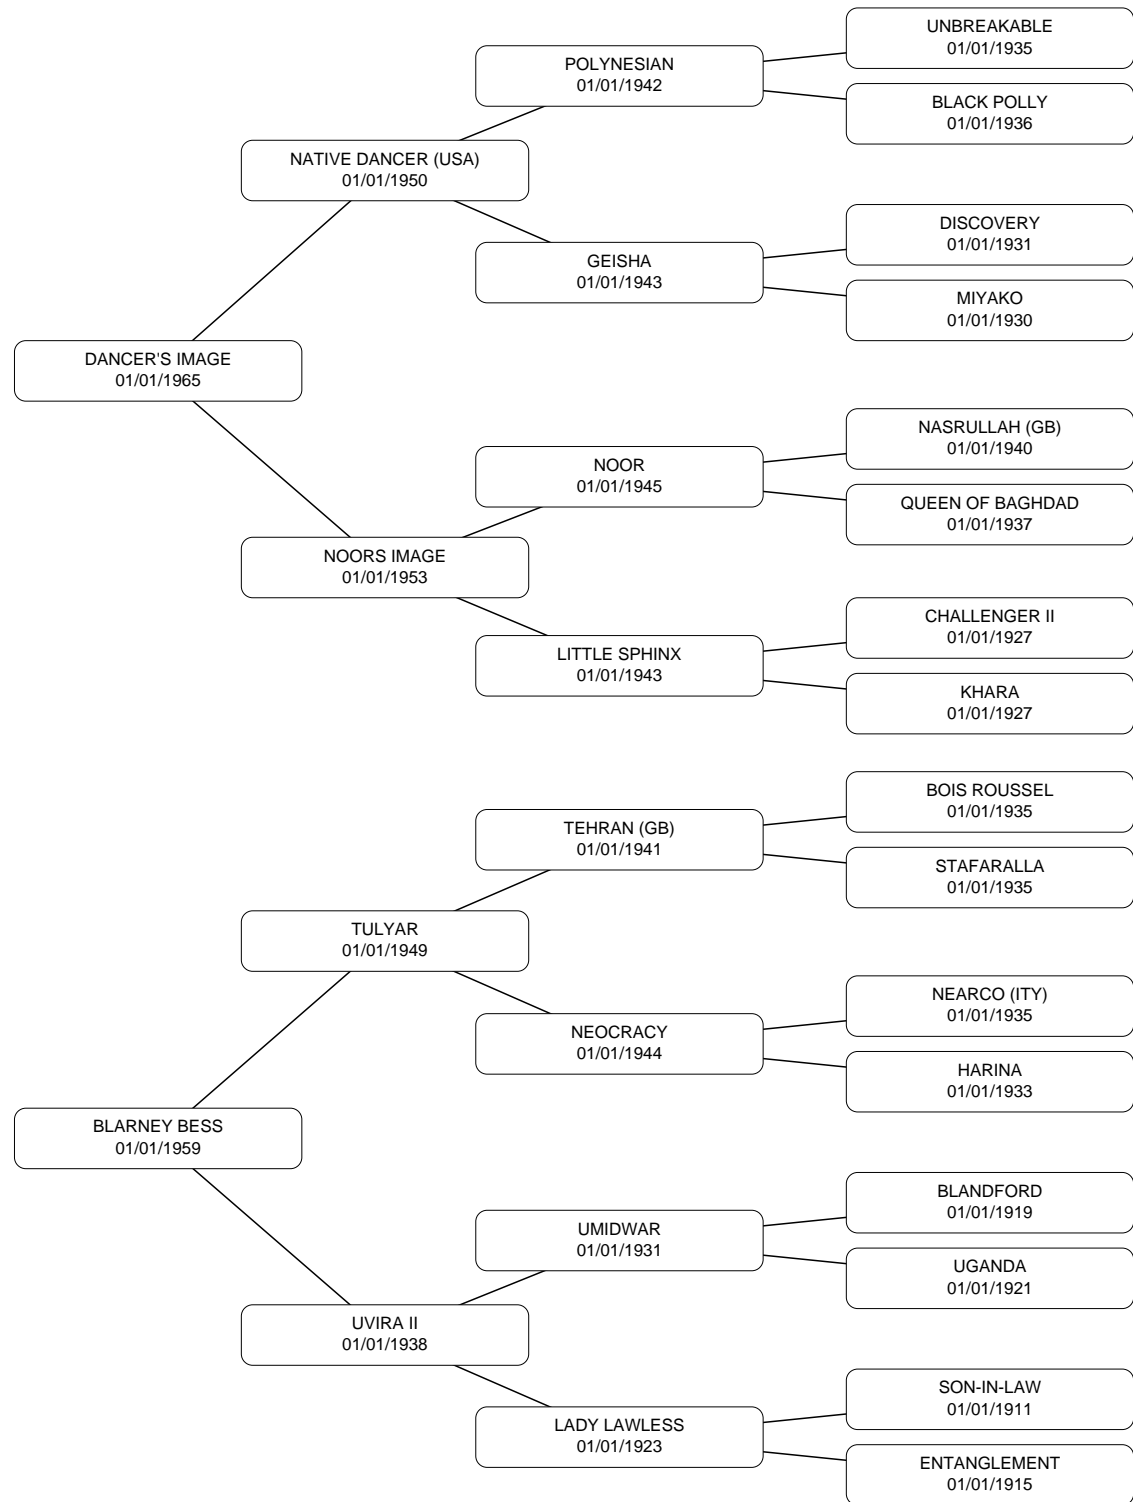 UNBREAKABLE
01/01/1935
POLYNESIAN
01/01/1942
BLACK POLLY
01/01/1936
NATIVE DANCER (USA)
01/01/1950
DISCOVERY
01/01/1931
GEISHA
01/01/1943
MIYAKO
01/01/1930
DANCER'S IMAGE
01/01/1965
NASRULLAH (GB)
01/01/1940
NOOR
01/01/1945
QUEEN OF BAGHDAD
01/01/1937
NOORS IMAGE
01/01/1953
CHALLENGER II
01/01/1927
LITTLE SPHINX
01/01/1943
KHARA
01/01/1927
BOIS ROUSSEL
01/01/1935
TEHRAN (GB)
01/01/1941
STAFARALLA
01/01/1935
TULYAR
01/01/1949
NEARCO (ITY)
01/01/1935
NEOCRACY
01/01/1944
HARINA
01/01/1933
BLARNEY BESS
01/01/1959
BLANDFORD
01/01/1919
UMIDWAR
01/01/1931
UGANDA
01/01/1921
UVIRA II
01/01/1938
SON-IN-LAW
01/01/1911
LADY LAWLESS
01/01/1923
ENTANGLEMENT
01/01/1915